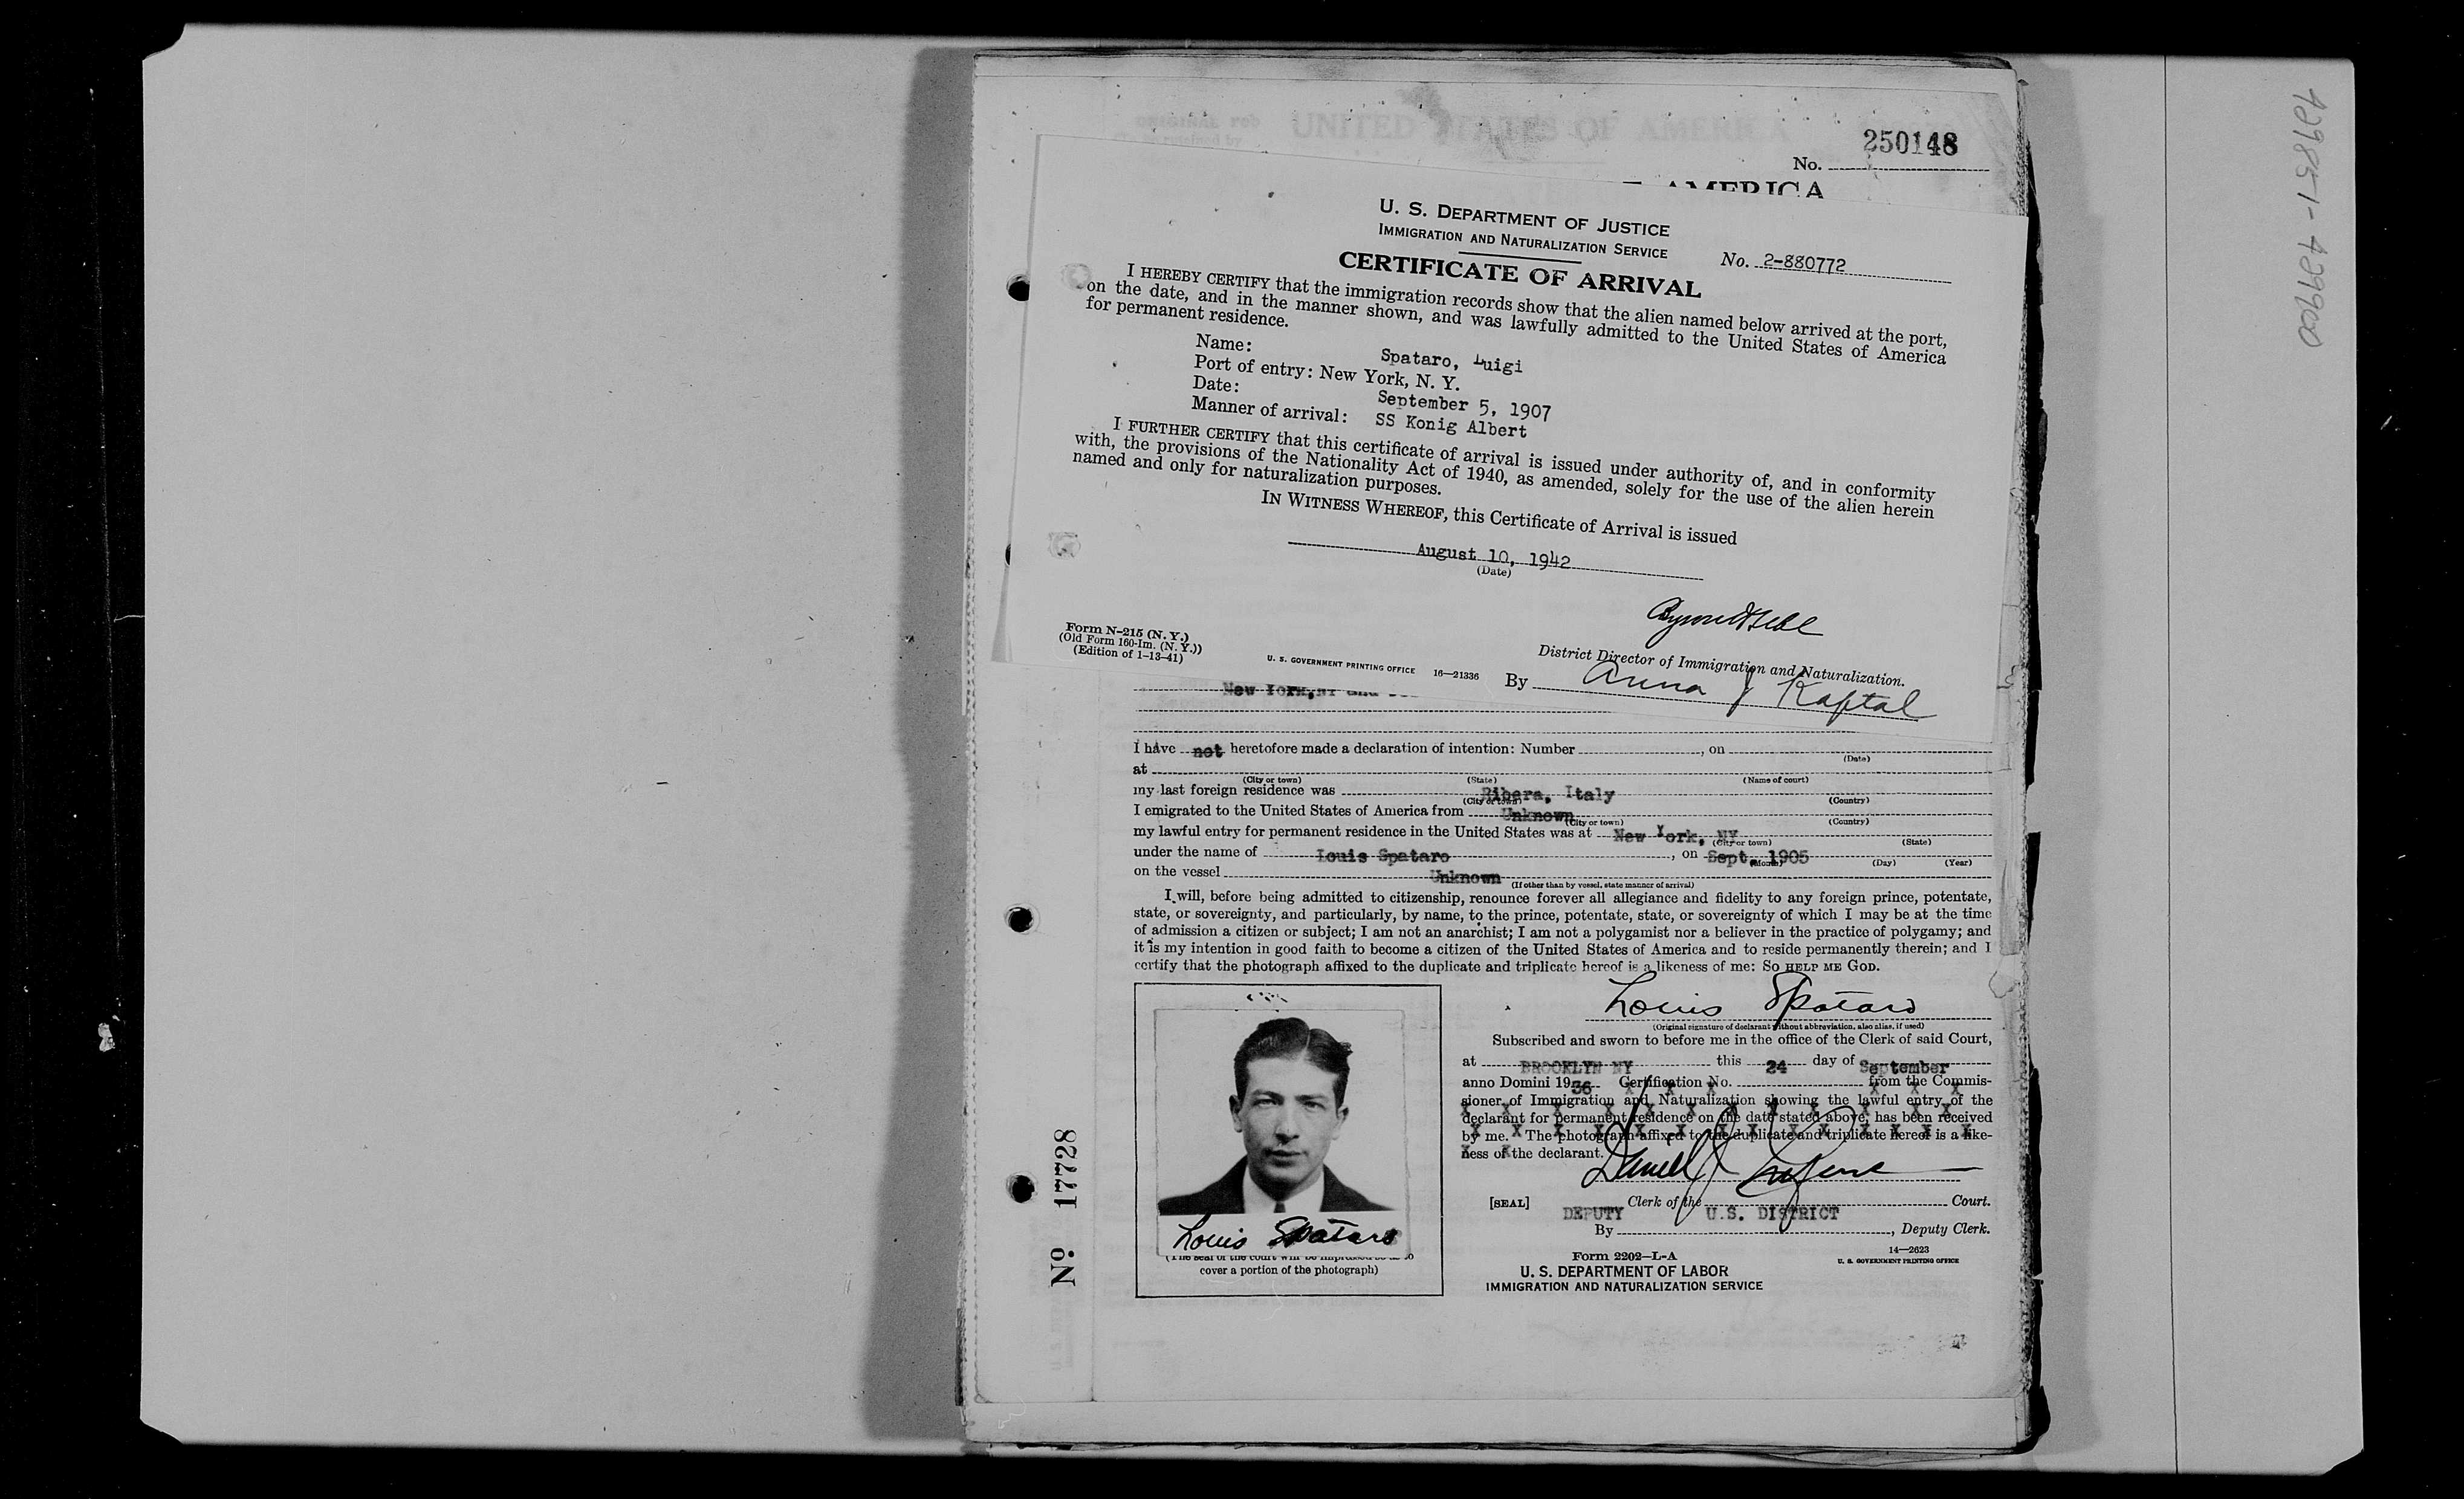 250148
No.
AMERICA
U. S. DEPARTMENT OF JUSTICE
IMMIGRATION AND NATURALIZATION SERVICE
No. 2-880772
CERTIFICATE OF ARRIVAL
I HEREBY CERTIFY that the immigration records show that the alien named below arrived at the port,
on the date, and in the manner shown, and was lawfully admitted to the United States of America
for permanent residence.
Name: Spataro, Luigi
Port of entry: New York, N. Y.
Date: September 5, 1907
Manner of arrival: SS Konig Albert
I FURTHER CERTIFY that this certificate of arrival is issued under authority of, and in conformity
with, the provisions of the Nationality Act of 1940, as amended, solely for the use of the alien herein
named and only for naturalization purposes.
IN WITNESS WHEREOF, this Certificate of Arrival is issued
August 10, 1942
(Date)
District Director of Immigration and Naturalization.
By Anna J Kaptal
Form N-215 (N. Y.)
(Old Form 160-Im. (N. Y.))
(Edition of 1-13-41)
U. S. GOVERNMENT PRINTING OFFICE 16—21336
New York, NY and
I have not heretofore made a declaration of intention: Number , on
(Date)
at
(City or town) (State) (Name of court)
my last foreign residence was Ribera, Italy
(City or town) (Country)
I emigrated to the United States of America from Unknown
(City or town) (Country)
my lawful entry for permanent residence in the United States was at New York, NY
(City or town) (State)
under the name of Louis Spataro , on Sept. 1905
(Month) (Day) (Year)
on the vessel Unknown
(If other than by vessel, state manner of arrival)
I will, before being admitted to citizenship, renounce forever all allegiance and fidelity to any foreign prince, potentate,
state, or sovereignty, and particularly, by name, to the prince, potentate, state, or sovereignty of which I may be at the time
of admission a citizen or subject; I am not an anarchist; I am not a polygamist nor a believer in the practice of polygamy; and
it is my intention in good faith to become a citizen of the United States of America and to reside permanently therein; and I
certify that the photograph affixed to the duplicate and triplicate hereof is a likeness of me: SO HELP ME GOD.
Louis Spataro
(Original signature of declarant without abbreviation, also alias, if used)
Subscribed and sworn to before me in the office of the Clerk of said Court,
at BROOKLYN NY this 24 day of September
anno Domini 1936 Certification No. from the Commis-
sioner of Immigration and Naturalization showing the lawful entry of the
declarant for permanent residence on the date stated above, has been received
by me. The photograph affixed to the duplicate and triplicate hereof is a like-
ness of the declarant.
[SEAL] Clerk of the Court.
DEPUTY U.S. DISTRICT
By , Deputy Clerk.
Form 2202—L-A
U. S. DEPARTMENT OF LABOR
IMMIGRATION AND NATURALIZATION SERVICE
14—2623
U. S. GOVERNMENT PRINTING OFFICE
Louis Spataro
(The seal of the court will be impressed so as to
cover a portion of the photograph)
No. 17728
429851-429900